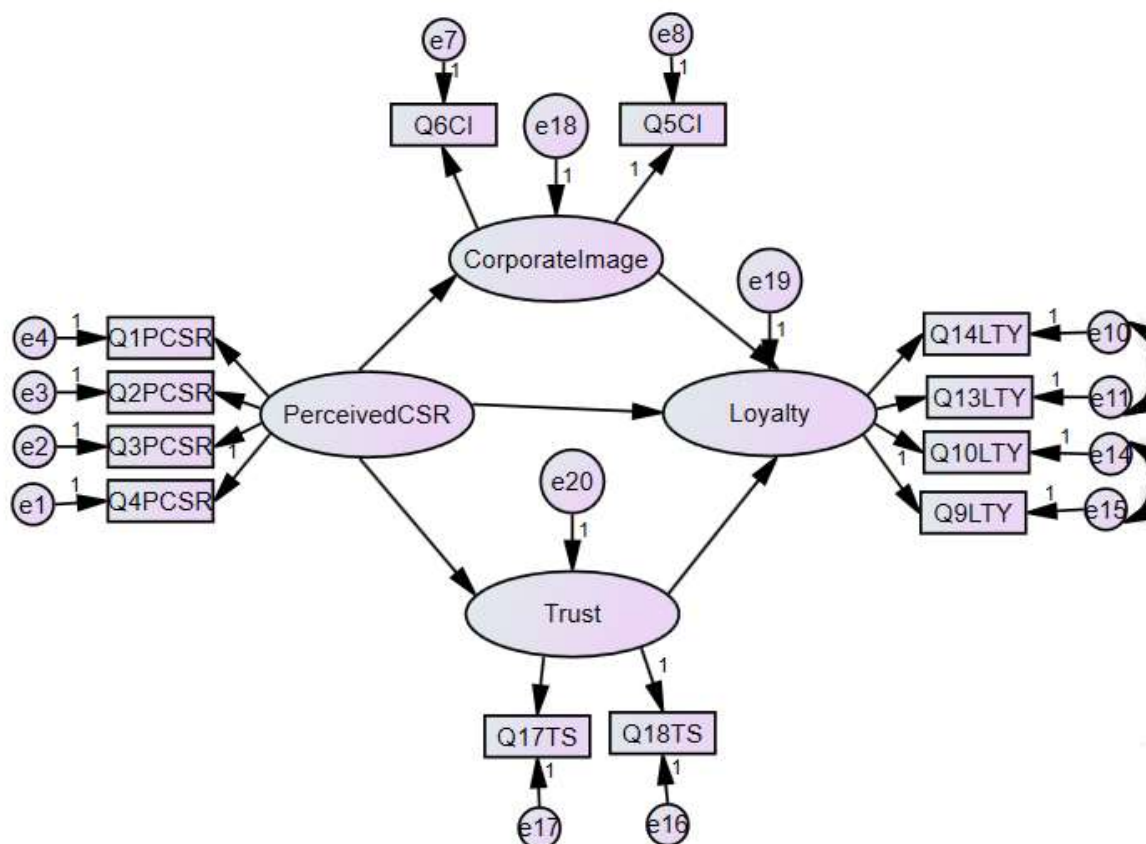 e7
e8
1
1
Q6CI
e18
Q5CI
1
1
CorporateImage
e19
1
e4
1
Q1PCSR
e3
1
Q2PCSR
e2
1
Q3PCSR
1
e1
1
Q4PCSR
PerceivedCSR
Loyalty
Q14LTY
1
e10
Q13LTY
1
e11
1
Q10LTY
1
e14
Q9LTY
1
e15
e20
1
Trust
1
Q17TS
Q18TS
1
1
e17
e16